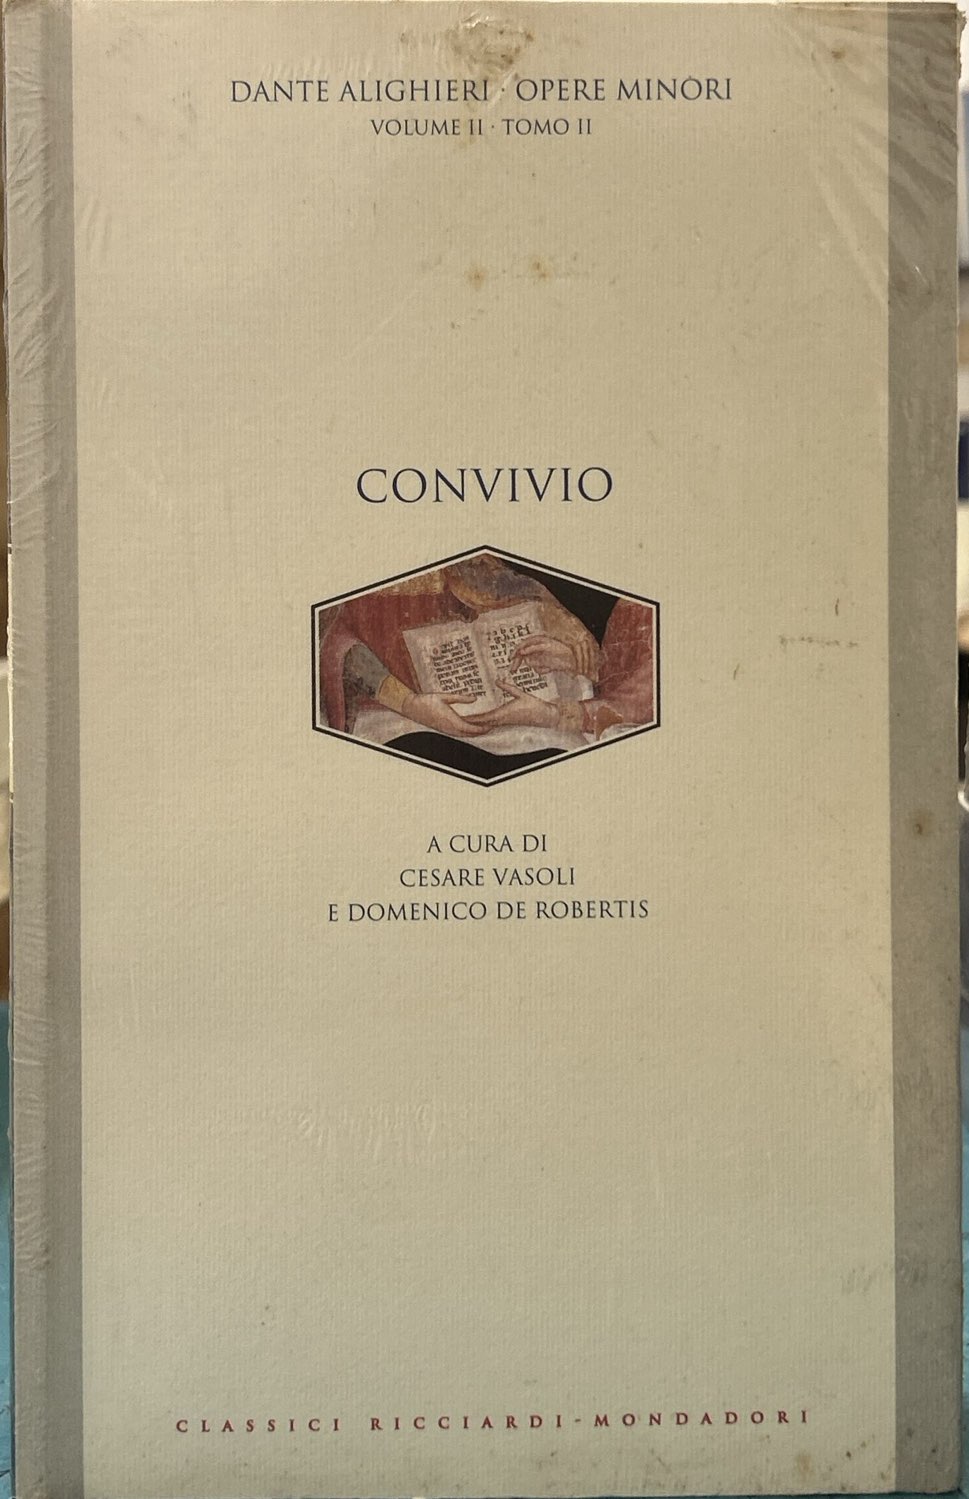 DANTE ALIGHIERI · OPERE MINORI
VOLUME II · TOMO II
CONVIVIO
A CURA DI
CESARE VASOLI
E DOMENICO DE ROBERTIS
CLASSICI RICCIARDI-MONDADORI